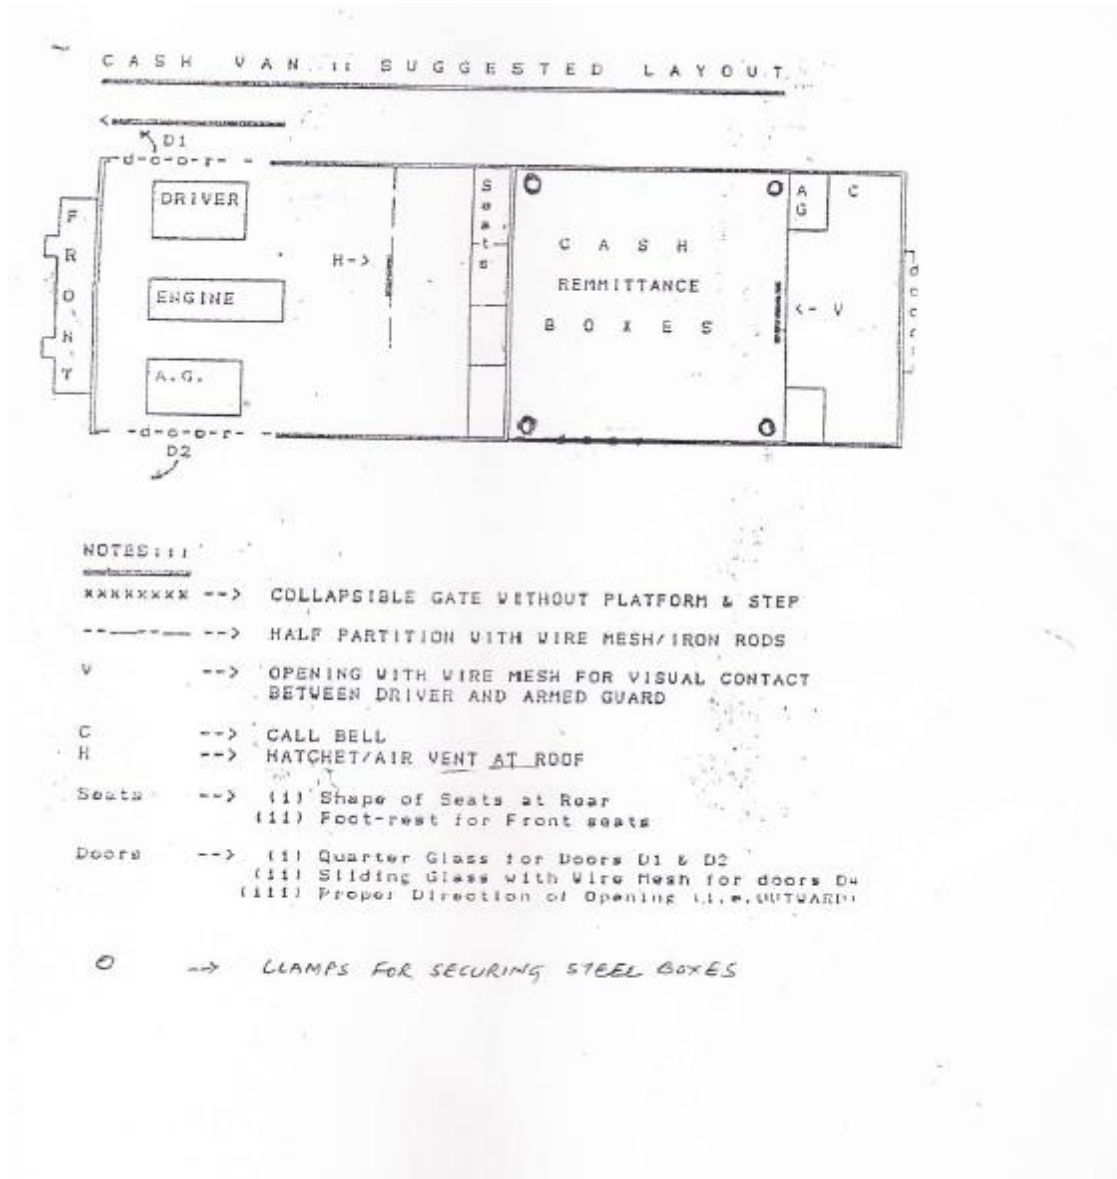 CASH VAN :: SUGGESTED LAYOUT
D1
-d-o-o-r- -
DRIVER
FRONT
H->
ENGINE
A.G.
-d-o-o-r- -
D2
Seats
CASH
REMMITTANCE
BOXES
AG
C
<- V
NOTES:::
xxxxxxxx --> COLLAPSIBLE GATE WITHOUT PLATFORM & STEP
--> HALF PARTITION WITH WIRE MESH/IRON RODS
V --> OPENING WITH WIRE MESH FOR VISUAL CONTACT
BETWEEN DRIVER AND ARMED GUARD
C --> CALL BELL
H --> HATCHET/AIR VENT AT ROOF
Seats --> (i) Shape of Seats at Rear
(ii) Foot-rest for Front seats
Doors --> (i) Quarter Glass for Doors D1 & D2
(ii) Sliding Glass with Wire Mesh for doors D4
(iii) Proper Direction of Opening (i.e.OUTWARD)
O --> CLAMPS FOR SECURING STEEL BOXES